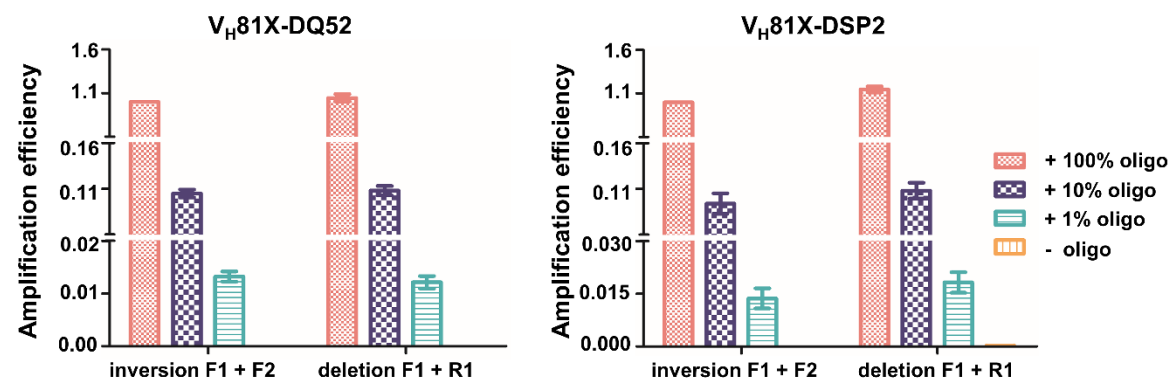 V_H81X-DQ52
Amplification efficiency
1.6
1.1
0.16
0.11
0.02
0.01
0.00
inversion F1 + F2
deletion F1 + R1
V_H81X-DSP2
Amplification efficiency
1.6
1.1
0.16
0.11
0.030
0.015
0.000
inversion F1 + F2
deletion F1 + R1
+ 100% oligo
+ 10% oligo
+ 1% oligo
- oligo